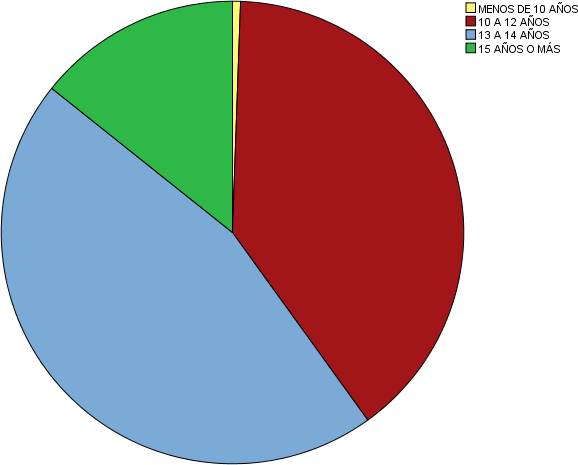 MENOS DE 10 AÑOS
10 A 12 AÑOS
13 A 14 AÑOS
15 AÑOS O MÁS